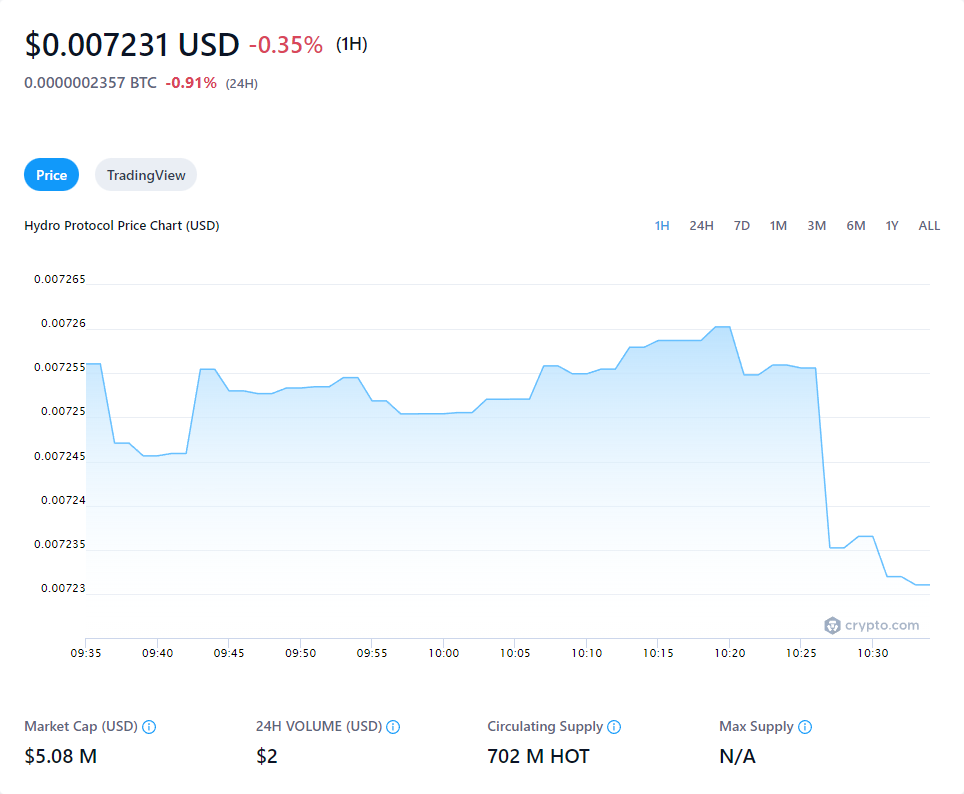 $0.007231 USD -0.35% (1H)
0.0000002357 BTC -0.91% (24H)
Price TradingView
Hydro Protocol Price Chart (USD) 1H 24H 7D 1M 3M 6M 1Y ALL
0.007265
0.00726
0.007255
0.00725
0.007245
0.00724
0.007235
0.00723
crypto.com
09:35 09:40 09:45 09:50 09:55 10:00 10:05 10:10 10:15 10:20 10:25 10:30
Market Cap (USD) 24H VOLUME (USD) Circulating Supply Max Supply
$5.08 M $2 702 M HOT N/A